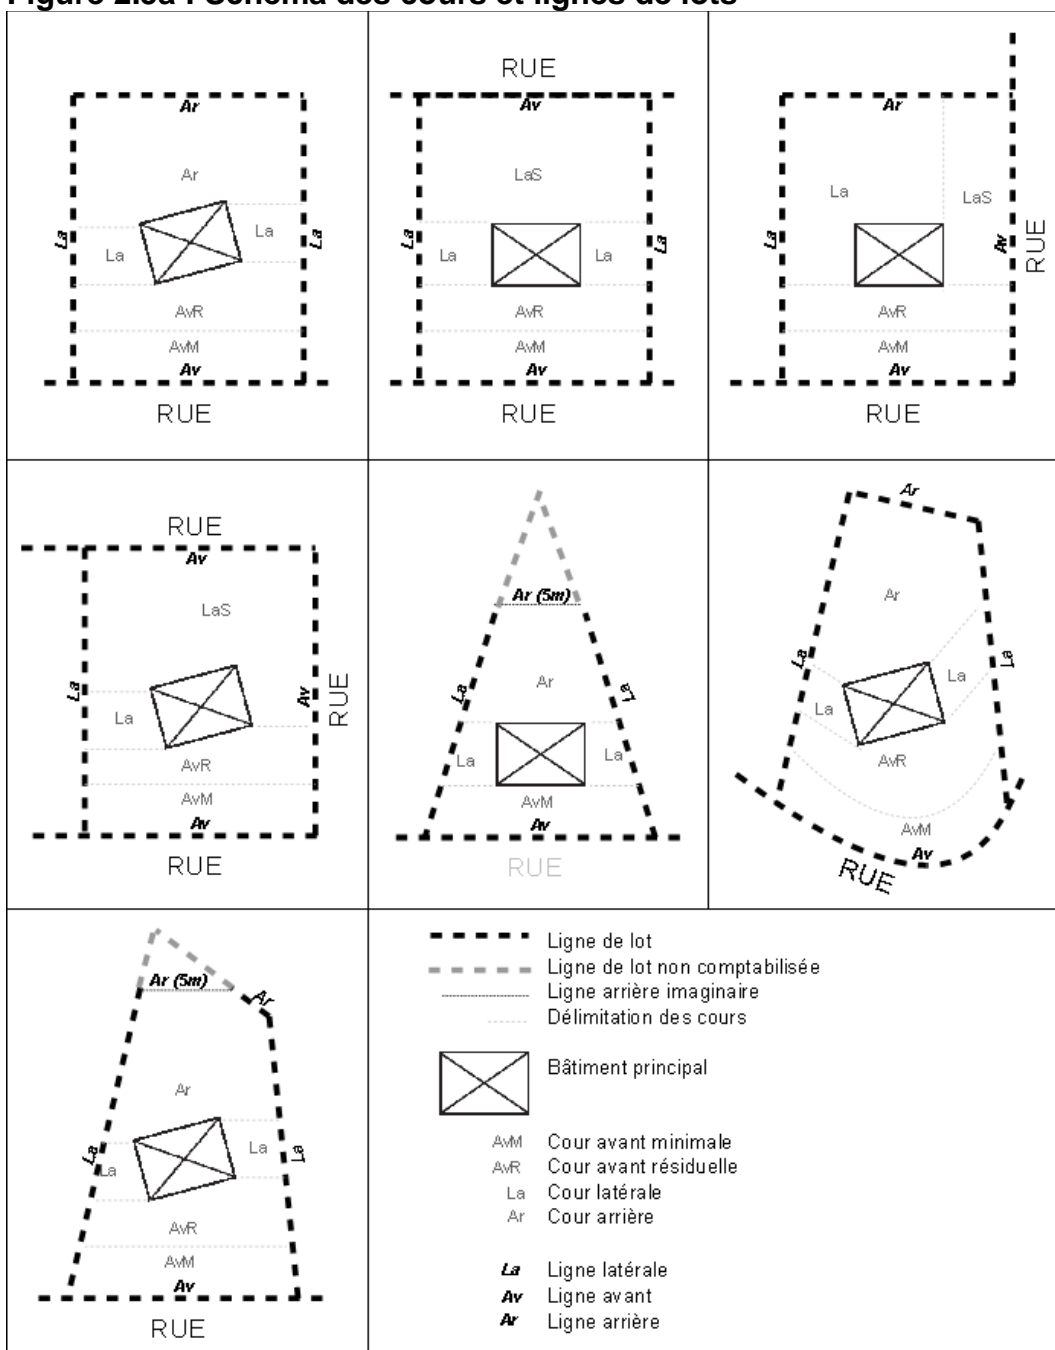 Figure 2.3a : Schéma des cours et lignes de lots
Ar
Ar
La
La
La
La
AvR
AvM
Av
RUE
RUE
Av
LaS
La
La
La
La
AvR
AvM
Av
RUE
Ar
La
LaS
La
Av
RUE
AvR
AvM
Av
RUE
RUE
Av
LaS
La
La
Av
RUE
AvR
AvM
Av
RUE
Ar (5m)
Ar
La
La
La
La
AvM
Av
RUE
Ar
Ar
La
La
La
La
AvR
AvM
Av
RUE
Ar (5m)
Ar
Ar
La
La
La
La
AvR
AvM
Av
RUE
Ligne de lot
Ligne de lot non comptabilisée
Ligne arrière imaginaire
Délimitation des cours
Bâtiment principal
AvM Cour avant minimale
AvR Cour avant résiduelle
La Cour latérale
Ar Cour arrière
La Ligne latérale
Av Ligne avant
Ar Ligne arrière